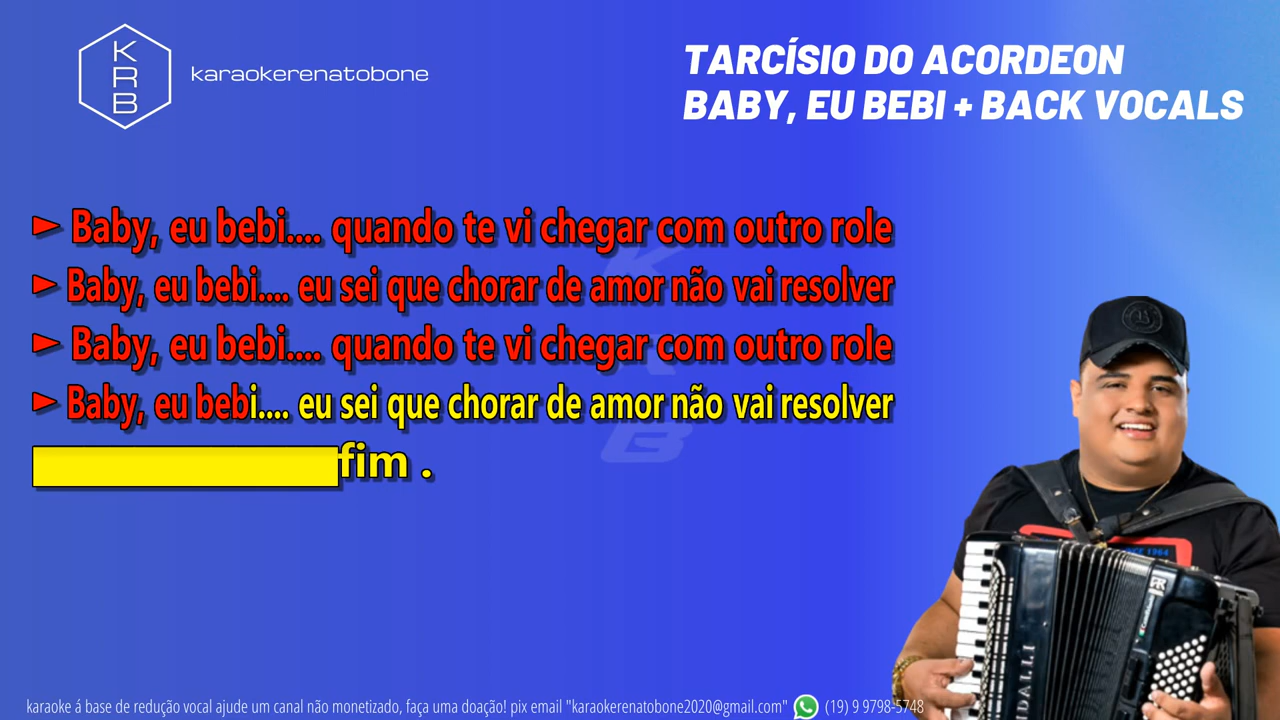 KRB
karaokerenatobone
TARCÍSIO DO ACORDEON
BABY, EU BEBI + BACK VOCALS
► Baby, eu bebi.... quando te vi chegar com outro role
► Baby, eu bebi.... eu sei que chorar de amor não vai resolver
► Baby, eu bebi.... quando te vi chegar com outro role
► Baby, eu bebi.... eu sei que chorar de amor não vai resolver
fim .
KRB
SINCE 1964
karaoke á base de redução vocal ajude um canal não monetizado, faça uma doação! pix email "karaokerenatobone2020@gmail.com" (19) 9 9798-5748